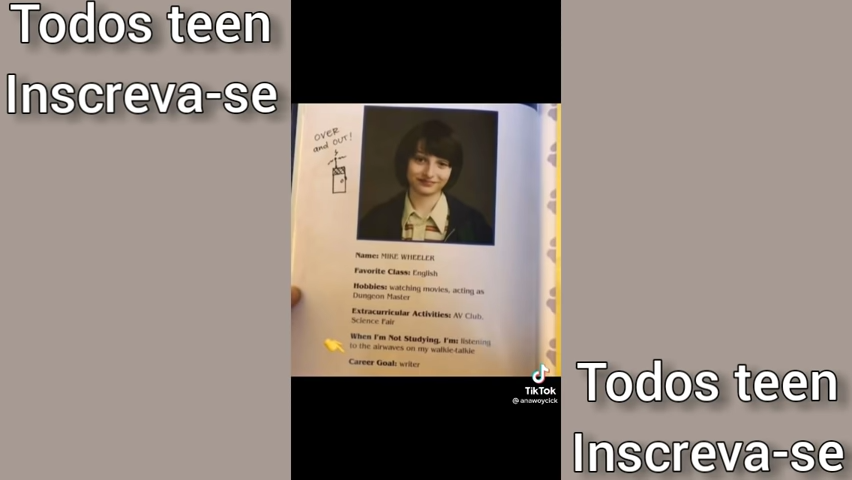 Todos teen
Inscreva-se
OVER
and OUT!
Name: MIKE WHEELER
Favorite Class: English
Hobbies: watching movies, acting as
Dungeon Master
Extracurricular Activities: AV Club,
Science Fair
When I'm Not Studying, I'm: listening
to the airwaves on my walkie-talkie
Career Goal: writer
TikTok
@anawoycick
Todos teen
Inscreva-se